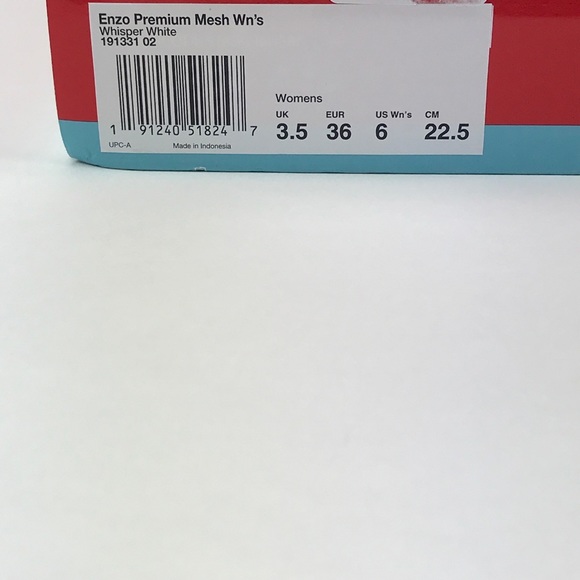 Enzo Premium Mesh Wn's
Whisper White
191331 02
1 91240 51824 7
UPC-A Made in Indonesia
Womens
UK EUR US Wn's CM
3.5 36 6 22.5